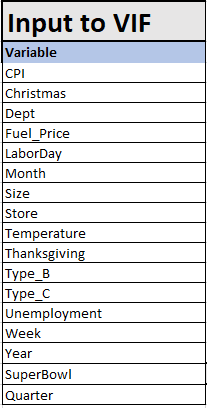 Input to VIF
Variable
CPI
Christmas
Dept
Fuel_Price
LaborDay
Month
Size
Store
Temperature
Thanksgiving
Type_B
Type_C
Unemployment
Week
Year
SuperBowl
Quarter